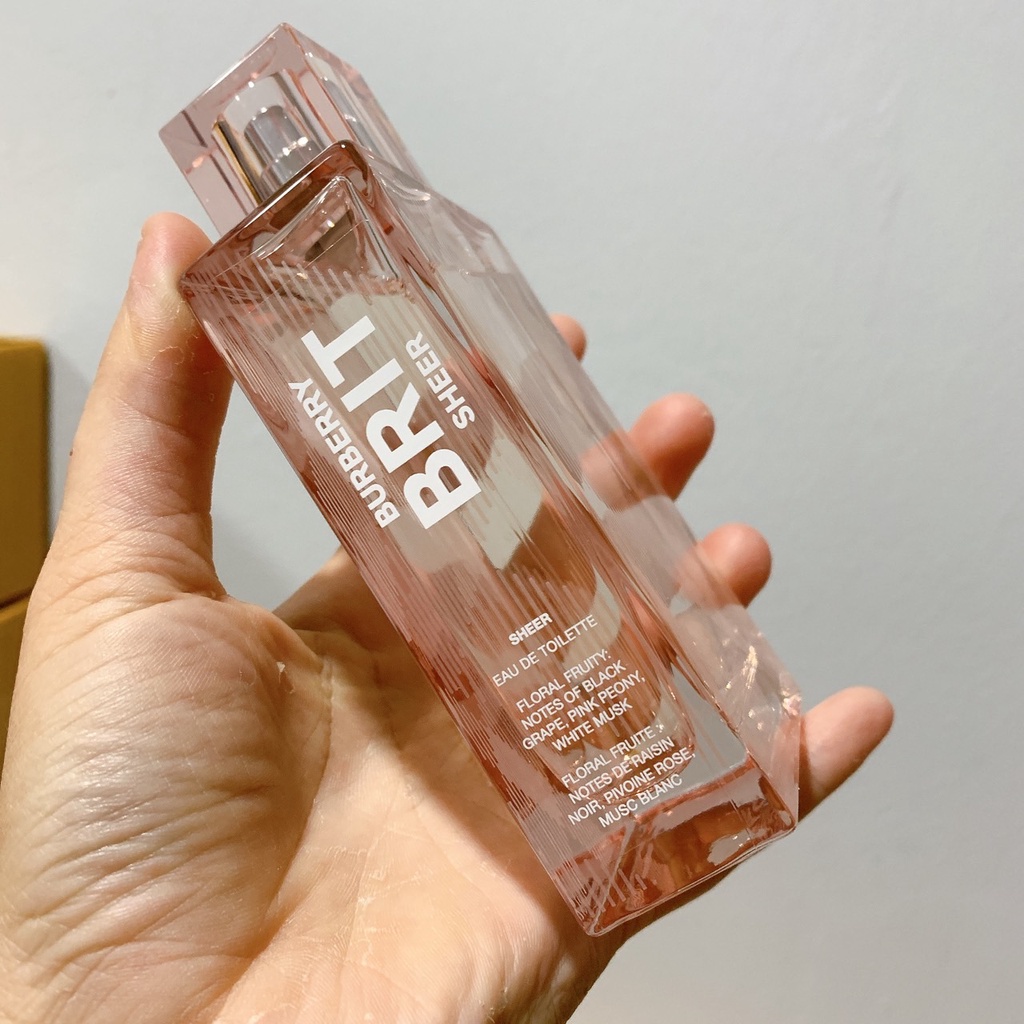 BURBERRY
BRIT
SHEER
SHEER
EAU DE TOILETTE
FLORAL FRUITY:
NOTES OF BLACK
GRAPE, PINK PEONY,
WHITE MUSK
FLORAL FRUITE :
NOTES DE RAISIN
NOIR, PIVOINE ROSE,
MUSC BLANC